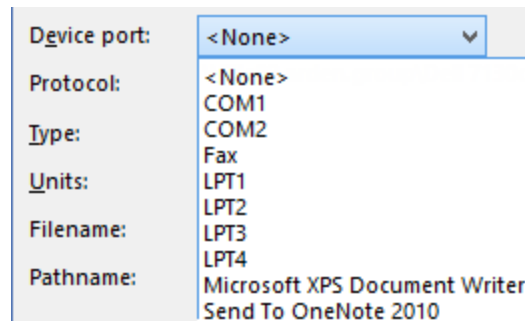 Device port:
<None>
Protocol:
<None>
COM1
Type:
COM2
Fax
Units:
LPT1
LPT2
Filename:
LPT3
LPT4
Pathname:
Microsoft XPS Document Writer
Send To OneNote 2010